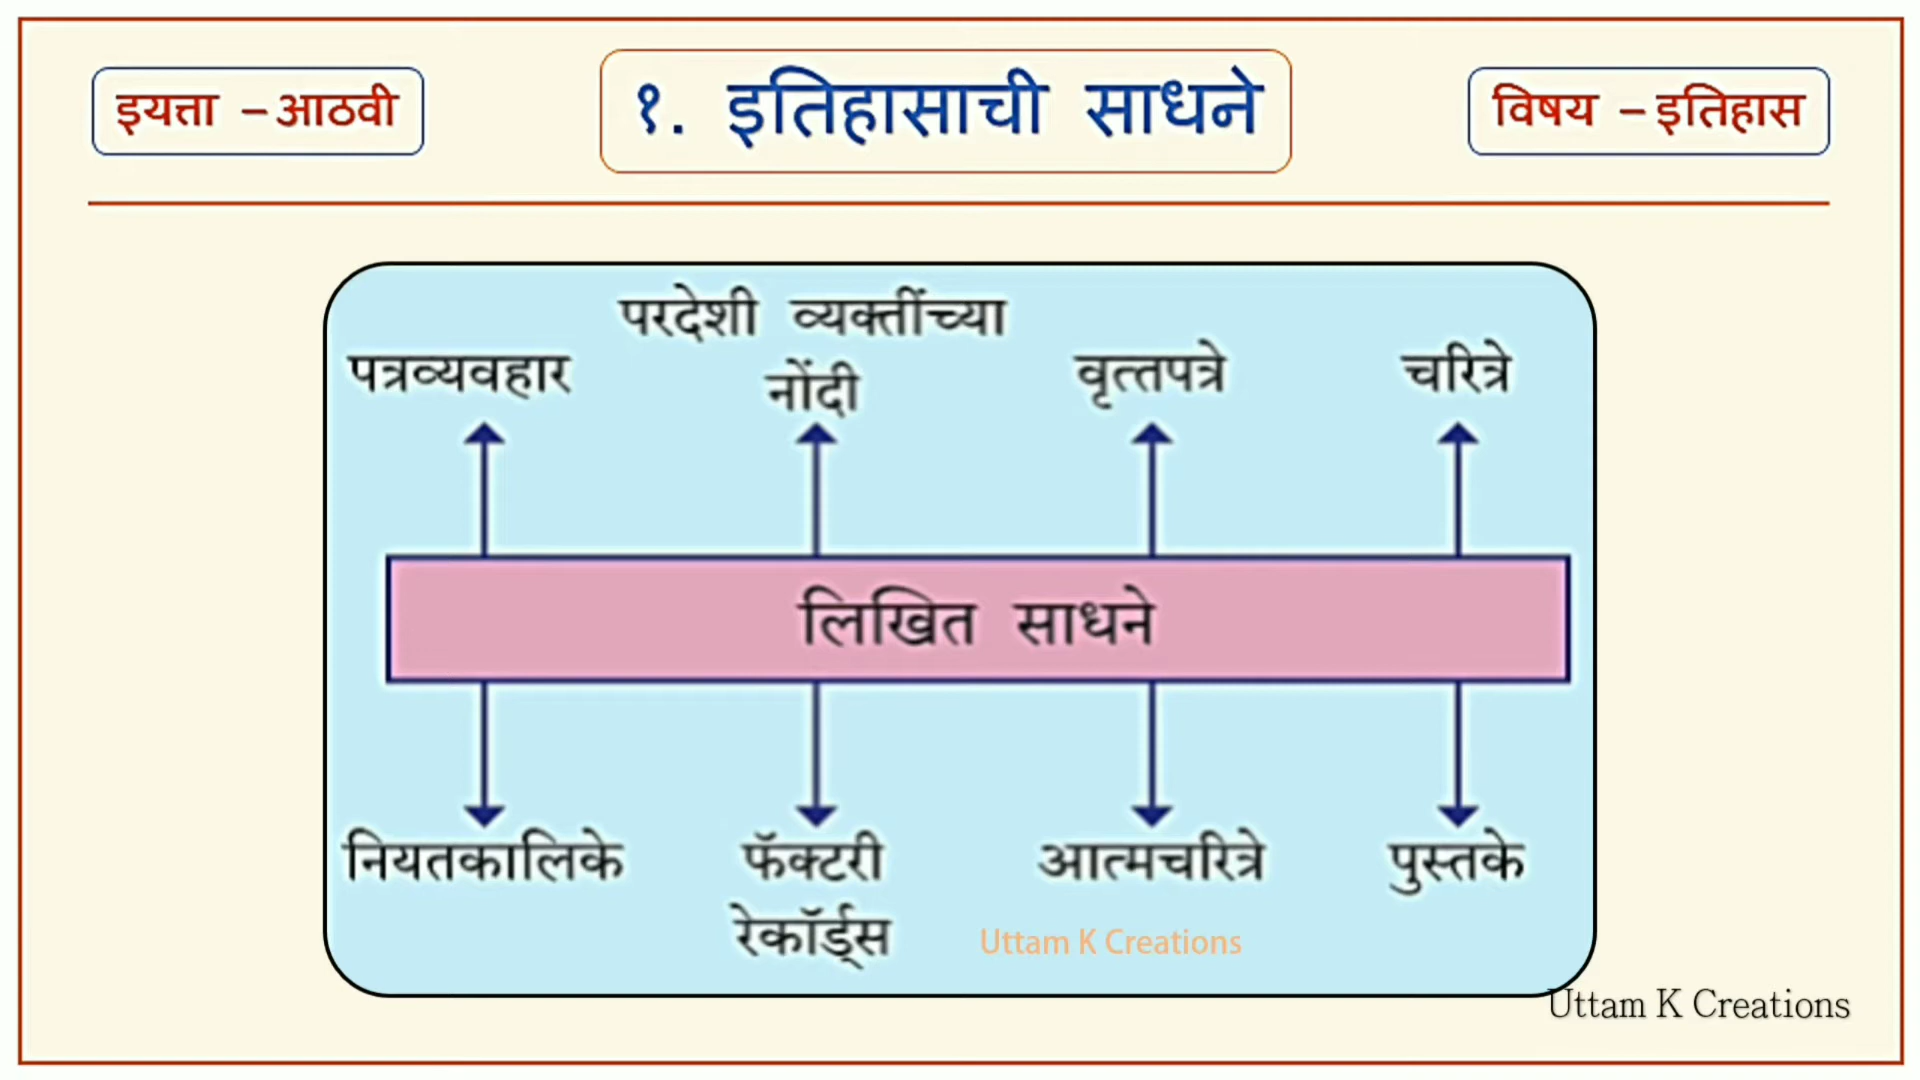 इयत्ता – आठवी
१. इतिहासाची साधने
विषय – इतिहास
पत्रव्यवहार
परदेशी व्यक्तींच्या
नोंदी
वृत्तपत्रे
चरित्रे
लिखित साधने
नियतकालिके
फॅक्टरी
रेकॉर्ड्स
आत्मचरित्रे
पुस्तके
Uttam K Creations
Uttam K Creations